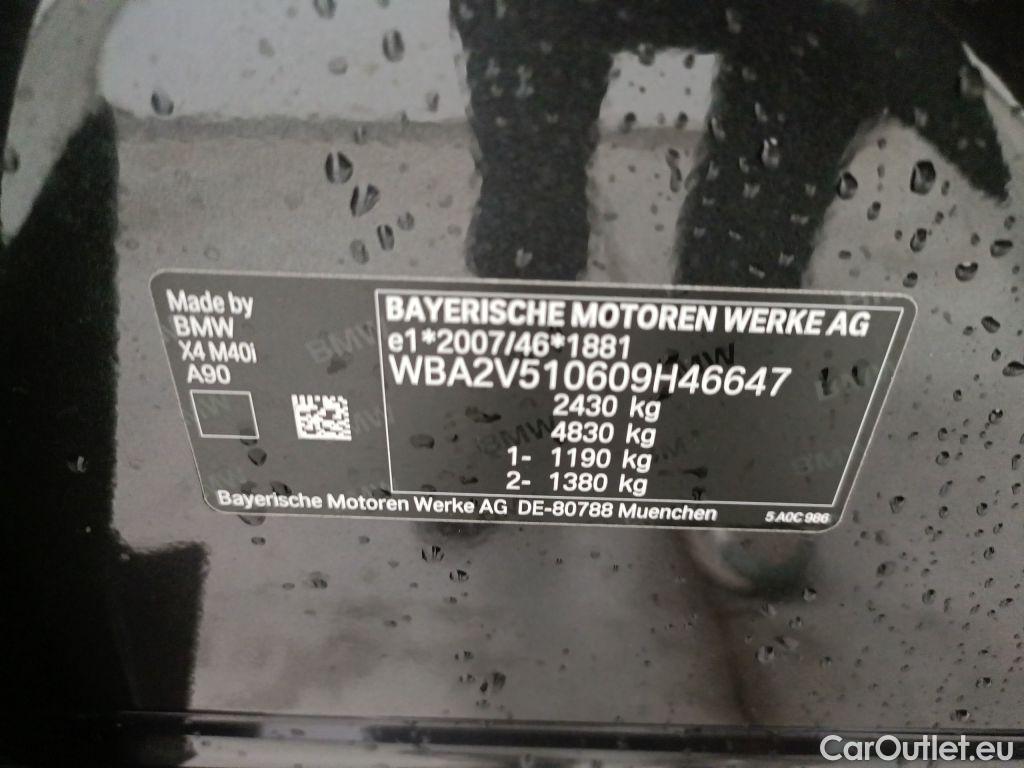 Made by
BMW
X4 M40i
A90
BAYERISCHE MOTOREN WERKE AG
e1*2007/46*1881
WBA2V510609H46647
2430 kg
4830 kg
1- 1190 kg
2- 1380 kg
Bayerische Motoren Werke AG DE-80788 Muenchen
5 A0C 986
CarOutlet.eu